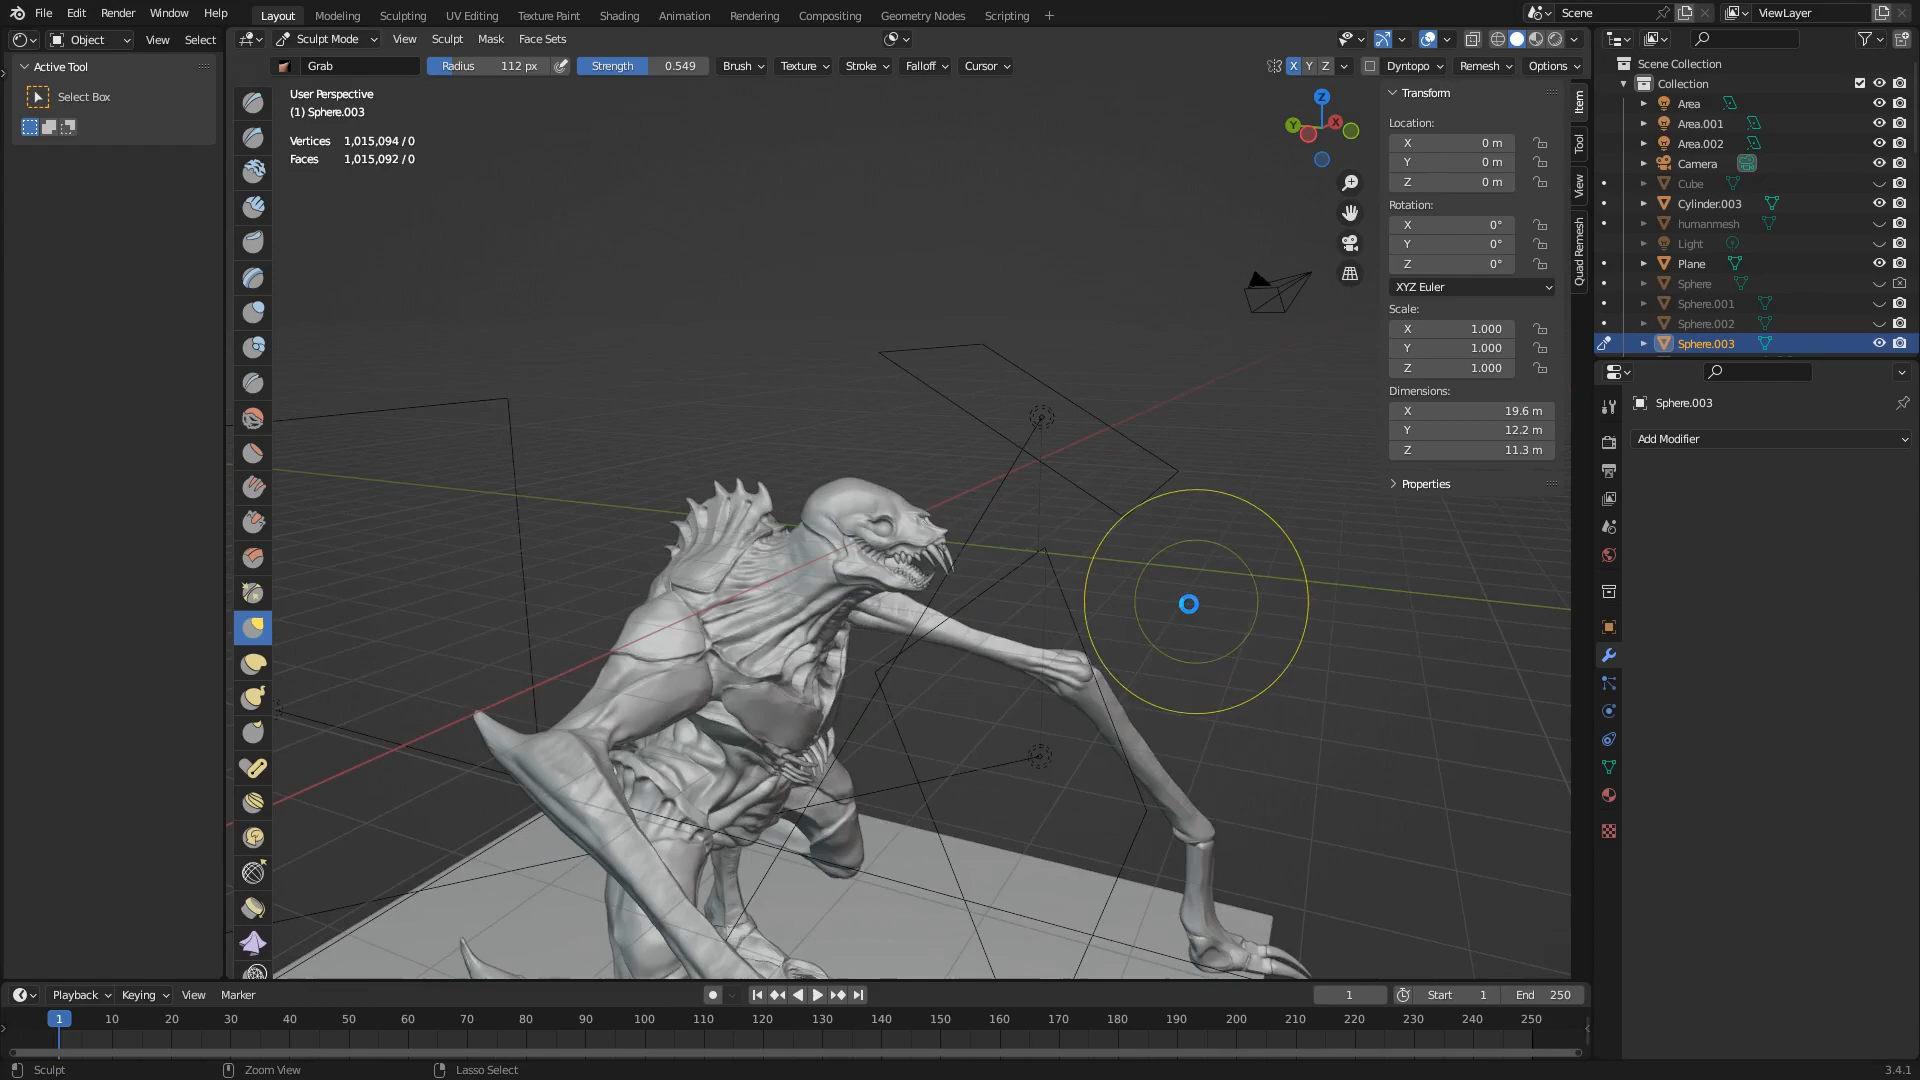 File Edit Render Window Help Layout Modeling Sculpting UV Editing Texture Paint Shading Animation Rendering Compositing Geometry Nodes Scripting + Scene ViewLayer
Object View Select Sculpt Mode View Sculpt Mask Face Sets
Active Tool
Select Box
Grab Radius 112 px Strength 0.549 Brush Texture Stroke Falloff Cursor X Y Z Dyntopo Remesh Options
User Perspective
(1) Sphere.003
Vertices 1,015,094 / 0
Faces 1,015,092 / 0
Z
Y
X
Transform
Location:
X 0 m
Y 0 m
Z 0 m
Rotation:
X 0°
Y 0°
Z 0°
XYZ Euler
Scale:
X 1.000
Y 1.000
Z 1.000
Dimensions:
X 19.6 m
Y 12.2 m
Z 11.3 m
Properties
Item
Tool
View
Quad Remesh
Scene Collection
Collection
Area
Area.001
Area.002
Camera
Cube
Cylinder.003
humanmesh
Light
Plane
Sphere
Sphere.001
Sphere.002
Sphere.003
Sphere.003
Add Modifier
Playback Keying View Marker 1 Start 1 End 250
1 10 20 30 40 50 60 70 80 90 100 110 120 130 140 150 160 170 180 190 200 210 220 230 240 250
Sculpt Zoom View Lasso Select 3.4.1